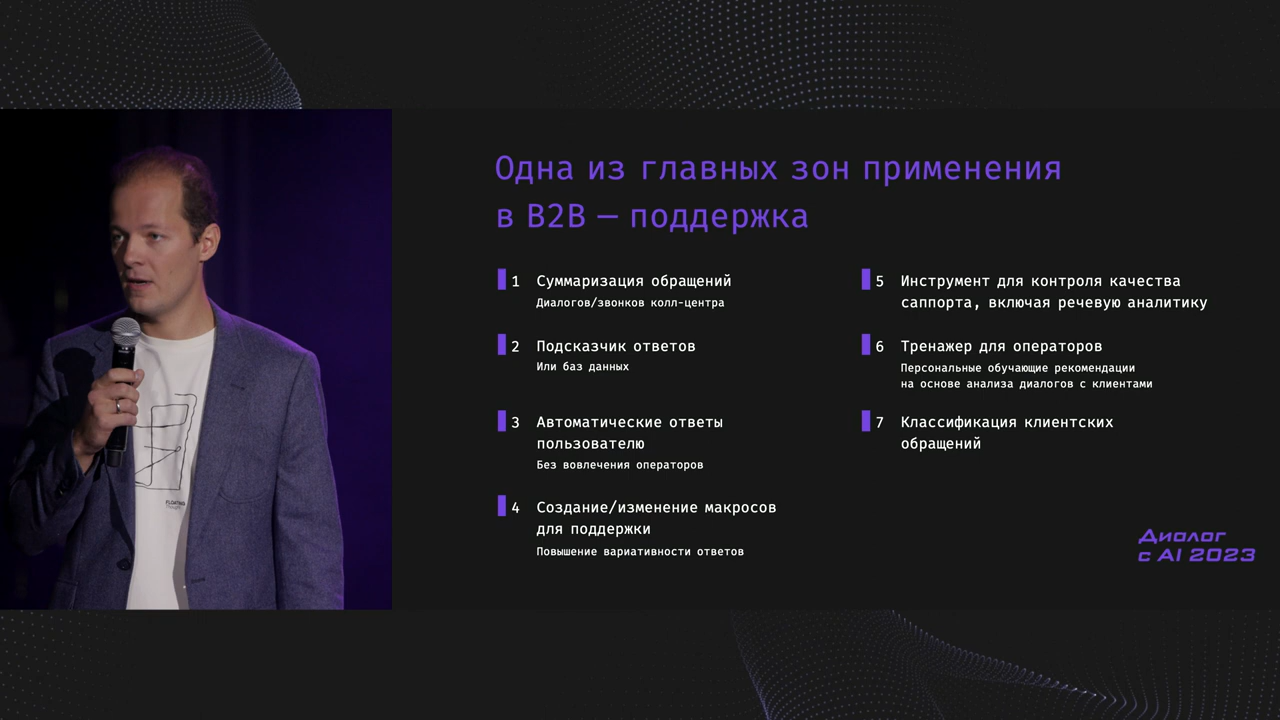 Одна из главных зон применения
в B2B — поддержка
1 Суммаризация обращений
Диалогов/звонков колл-центра
2 Подсказчик ответов
Или баз данных
3 Автоматические ответы
пользователю
Без вовлечения операторов
4 Создание/изменение макросов
для поддержки
Повышение вариативности ответов
5 Инструмент для контроля качества
саппорта, включая речевую аналитику
6 Тренажер для операторов
Персональные обучающие рекомендации
на основе анализа диалогов с клиентами
7 Классификация клиентских
обращений
Диалог
с AI 2023
FLOATING